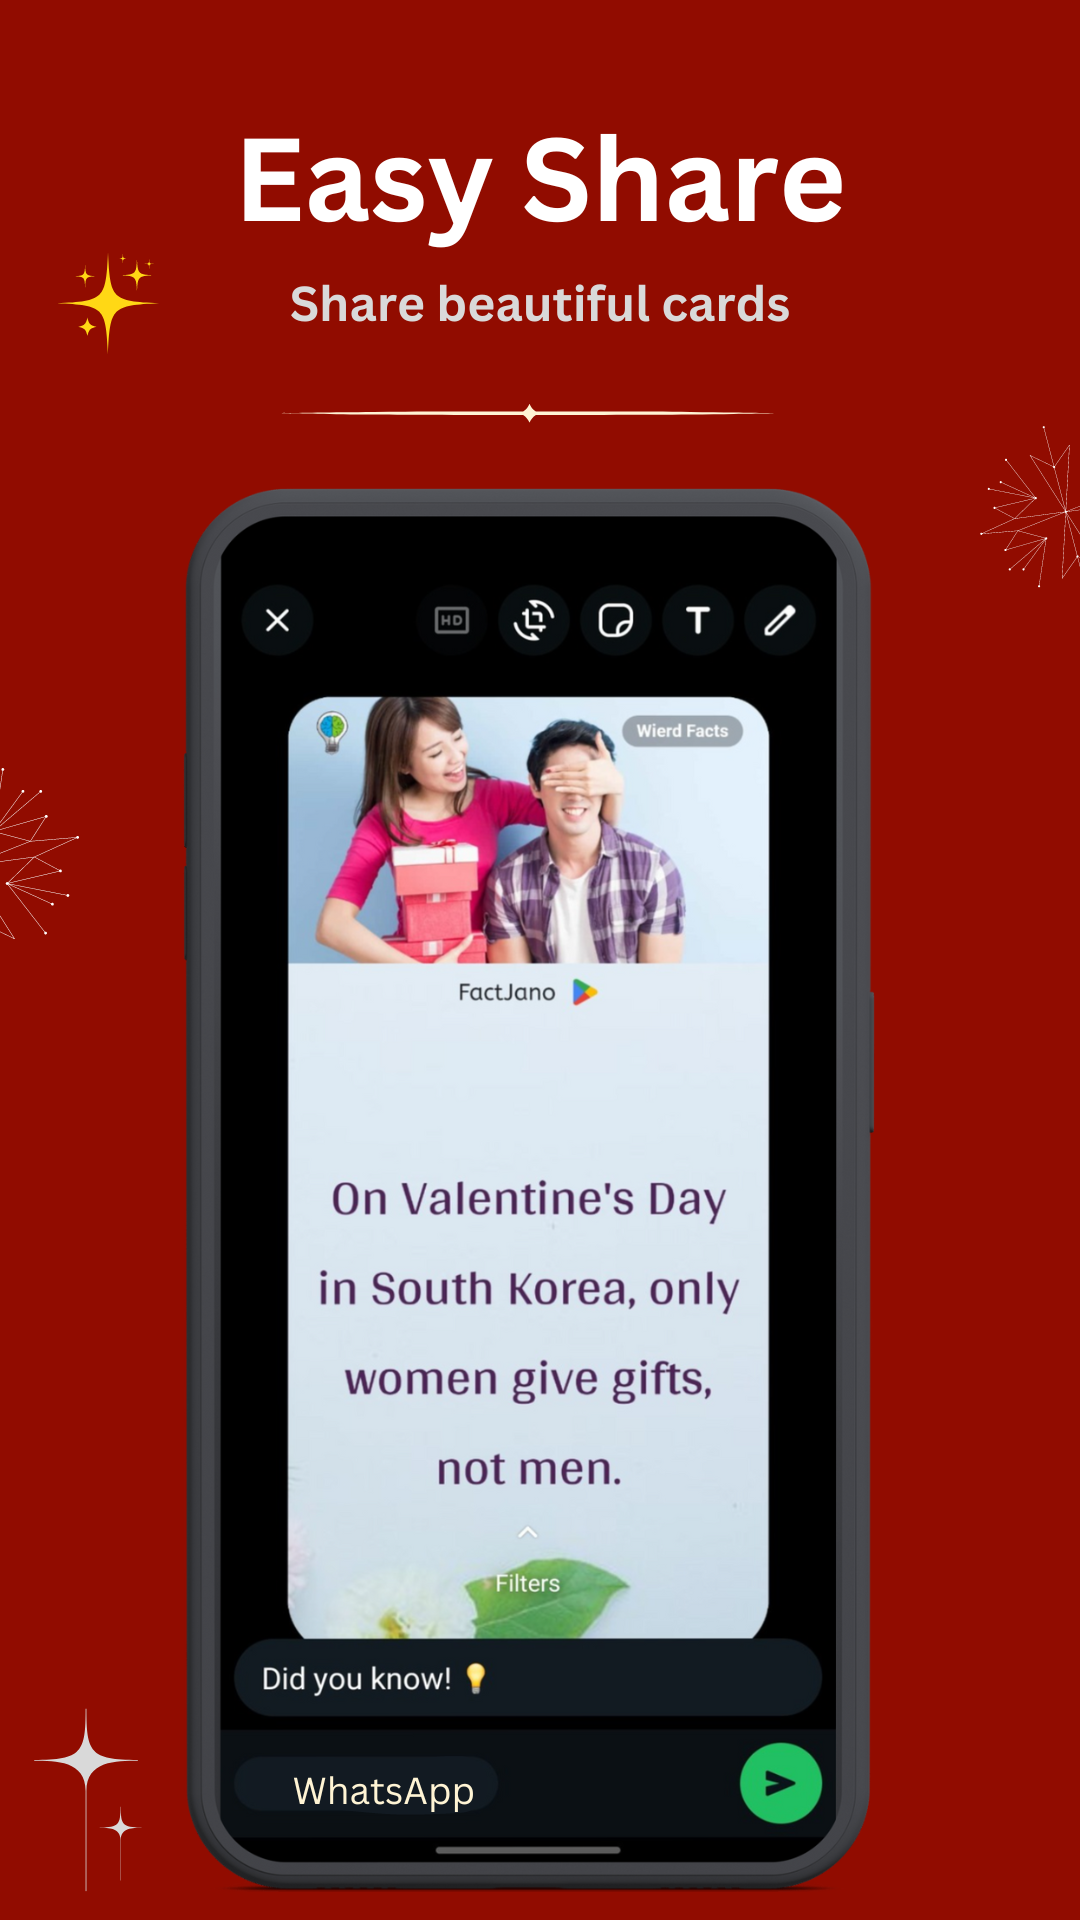 Easy Share
Share beautiful cards
HD
T
Wierd Facts
FactJano
On Valentine's Day
in South Korea, only
women give gifts,
not men.
Filters
Did you know! 💡
WhatsApp